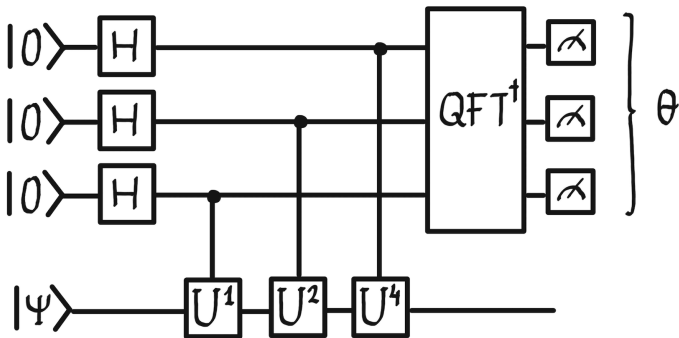 |0⟩ H QFT† θ
|0⟩ H
|0⟩ H
|Ψ⟩ U¹ U² U⁴